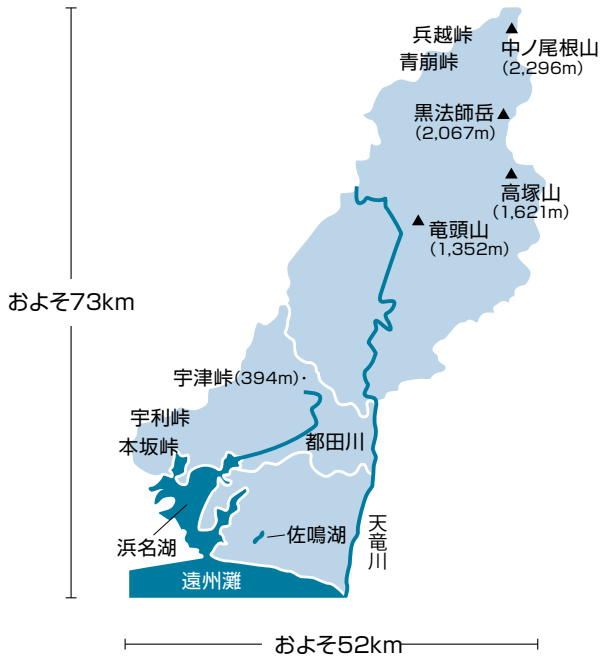 兵越峠
青崩峠
中ノ尾根山
(2,296m)
黒法師岳
(2,067m)
高塚山
(1,621m)
竜頭山
(1,352m)
およそ73km
宇津峠(394m)・
宇利峠
本坂峠
都田川
浜名湖
佐鳴湖
天竜川
遠州灘
およそ52km